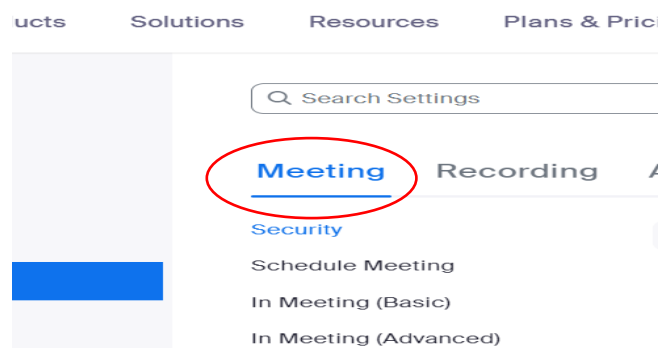 ucts Solutions Resources Plans & Prici
Search Settings
Meeting Recording A
Security
Schedule Meeting
In Meeting (Basic)
In Meeting (Advanced)